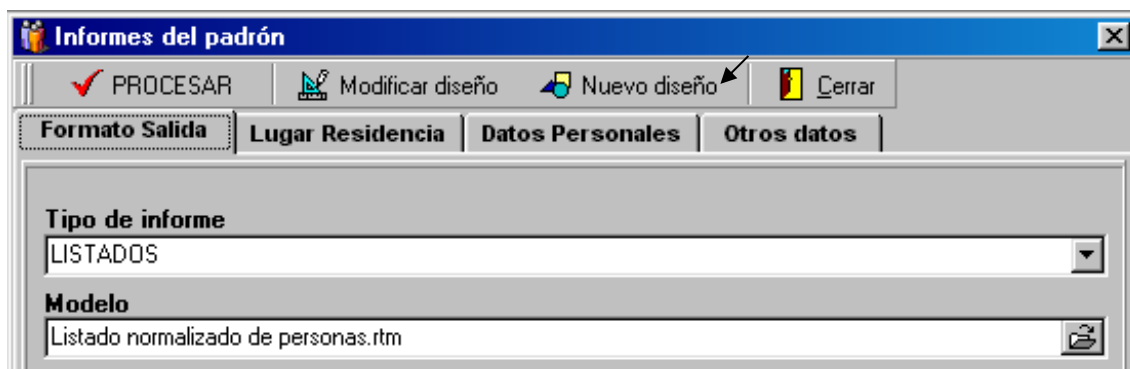 Informes del padrón
PROCESAR Modificar diseño Nuevo diseño Cerrar
Formato Salida Lugar Residencia Datos Personales Otros datos
Tipo de informe
LISTADOS
Modelo
Listado normalizado de personas.rtm